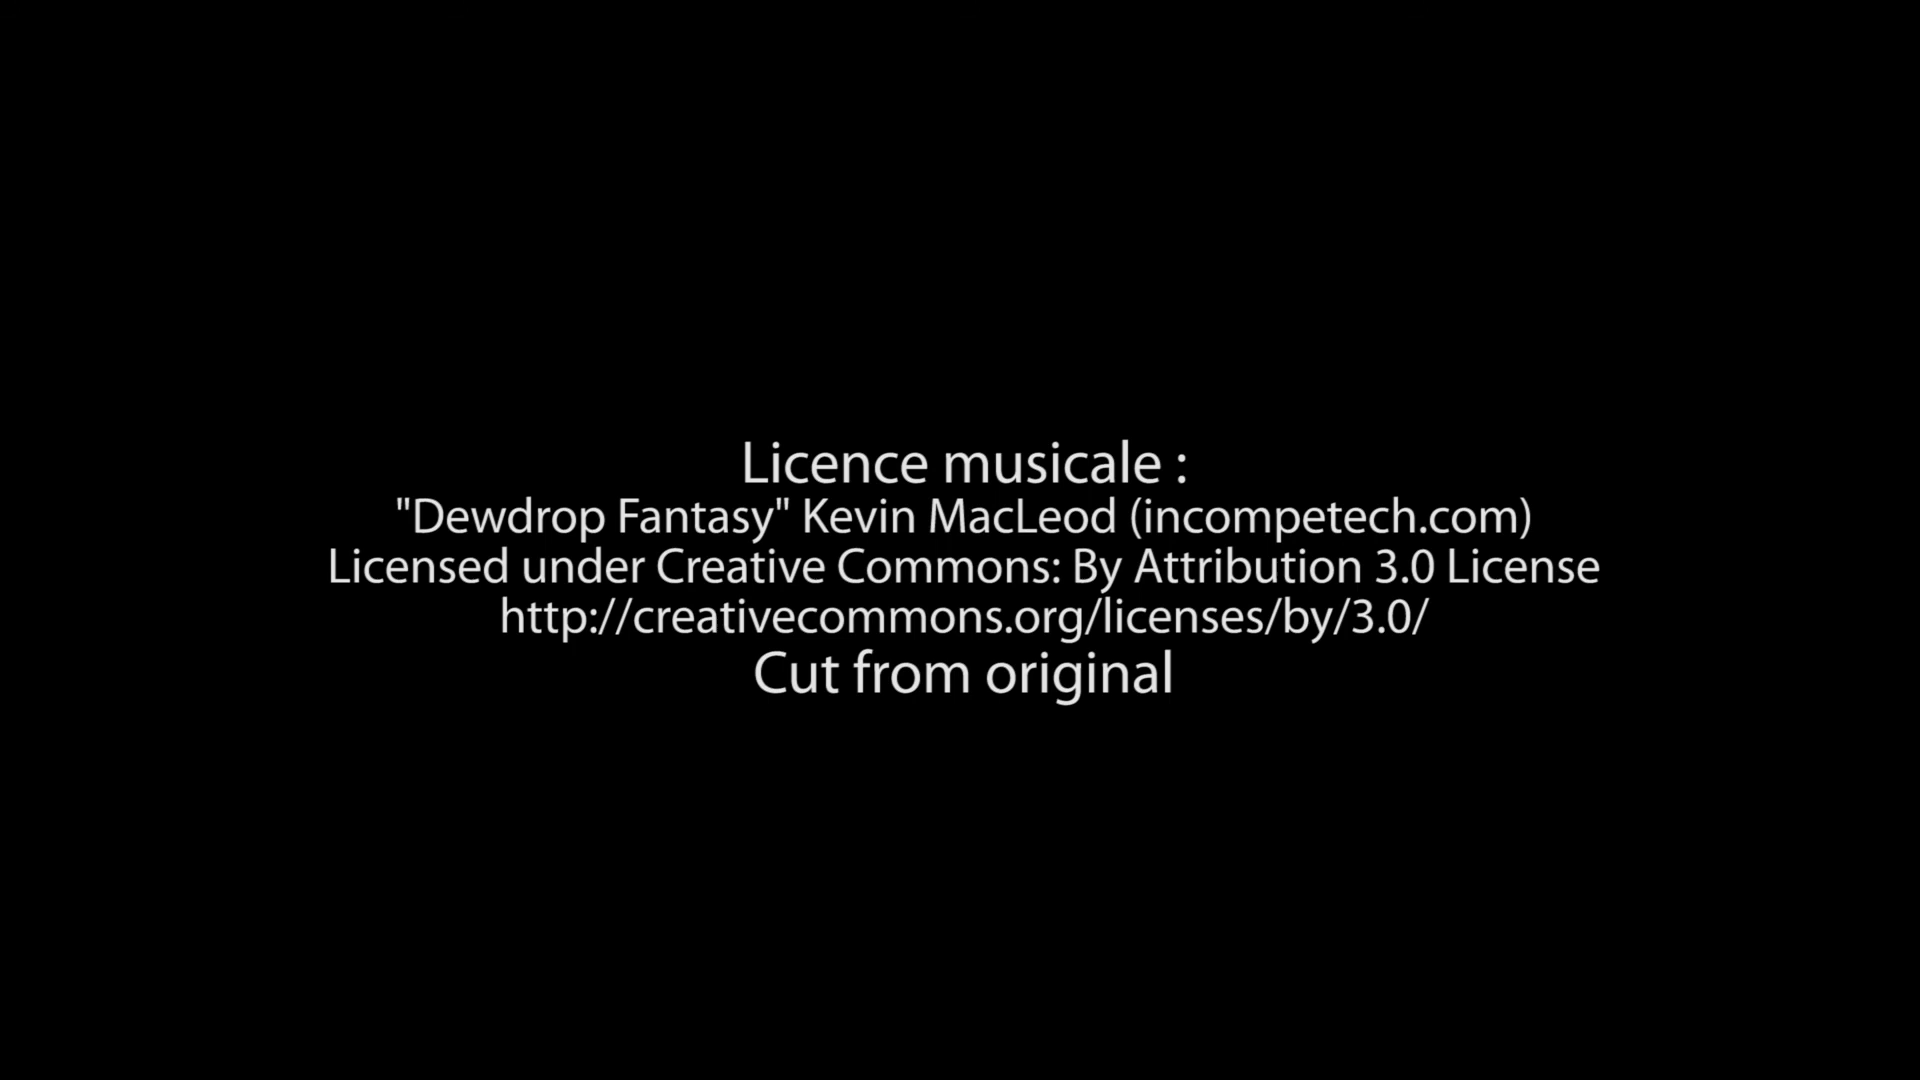 Licence musicale :
"Dewdrop Fantasy" Kevin MacLeod (incompetech.com)
Licensed under Creative Commons: By Attribution 3.0 License
http://creativecommons.org/licenses/by/3.0/
Cut from original